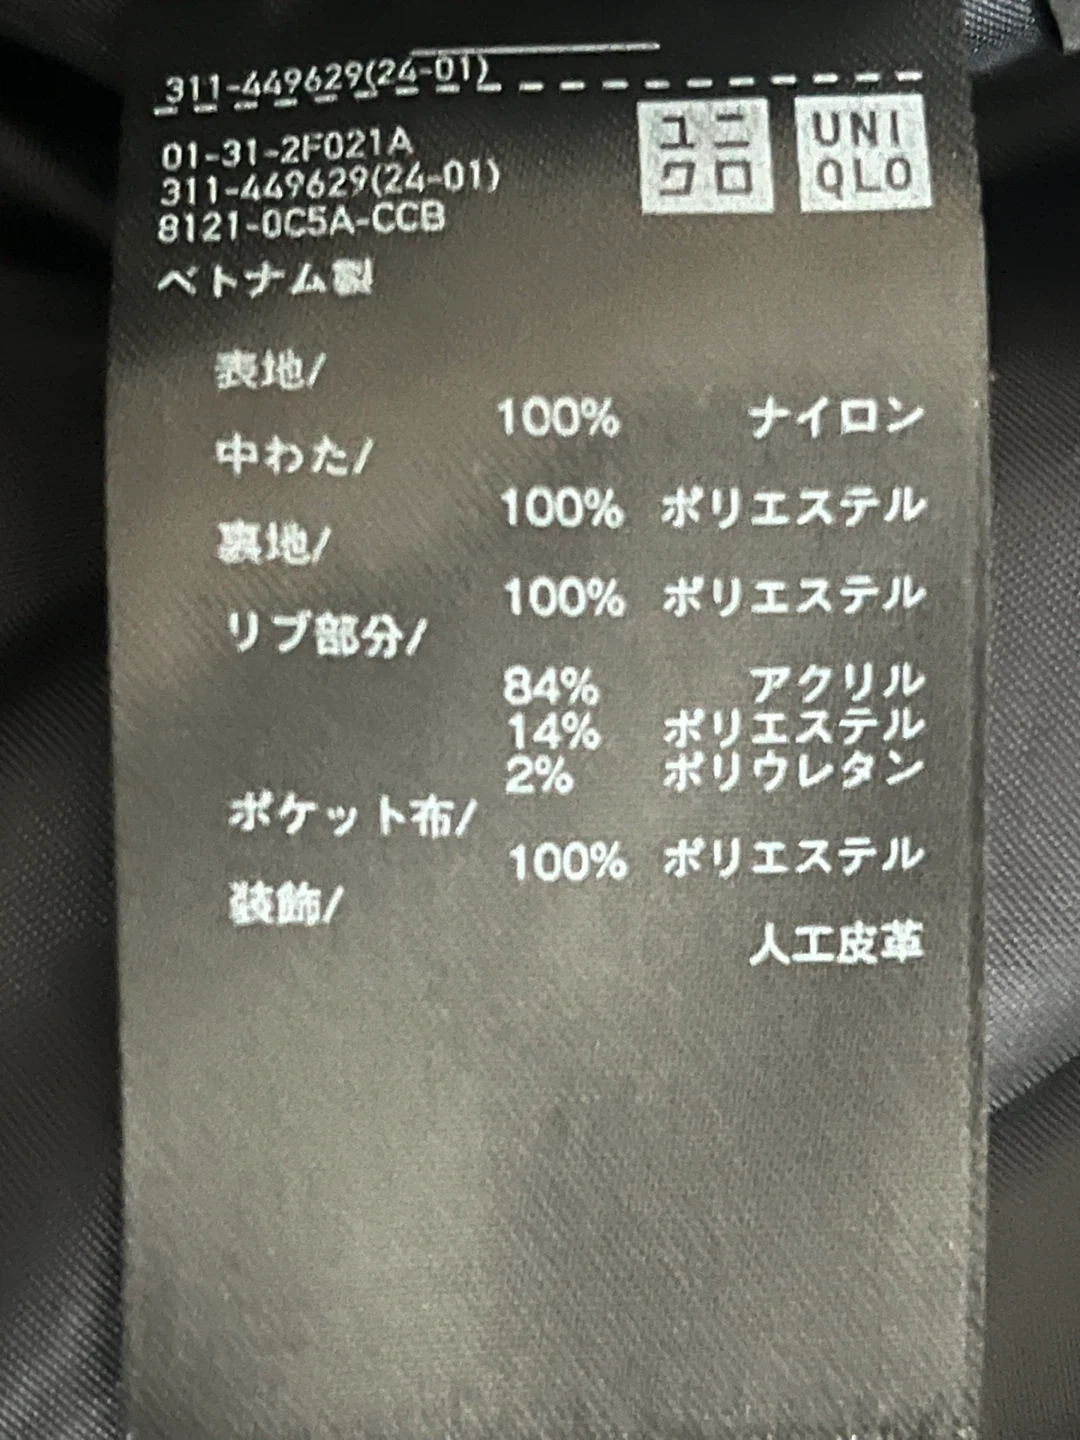 311-449629(24-01)
ユニ
クロ
UNI
QLO
01-31-2F021A
311-449629(24-01)
8121-0C5A-CCB
ベトナム製
表地/
100% ナイロン
中わた/
100% ポリエステル
裏地/
100% ポリエステル
リブ部分/
84% アクリル
14% ポリエステル
2% ポリウレタン
ポケット布/
100% ポリエステル
装飾/
人工皮革